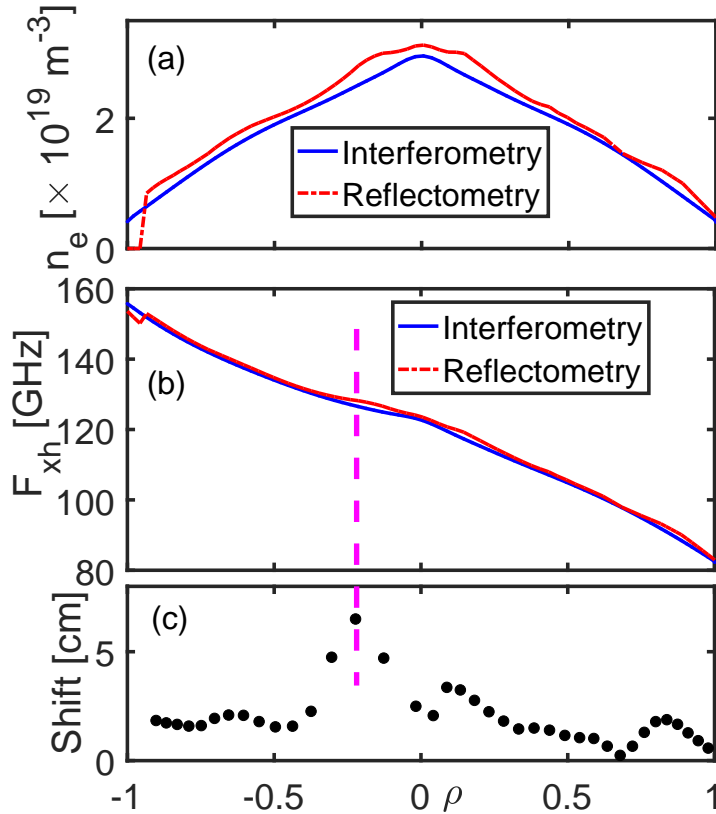 (a)
n_e [× 10^19 m^-3]
2
0
Interferometry
Reflectometry
160
140
120
100
80
(b)
F_xh [GHz]
Interferometry
Reflectometry
(c)
Shift [cm]
5
0
-1 -0.5 0 ρ 0.5 1